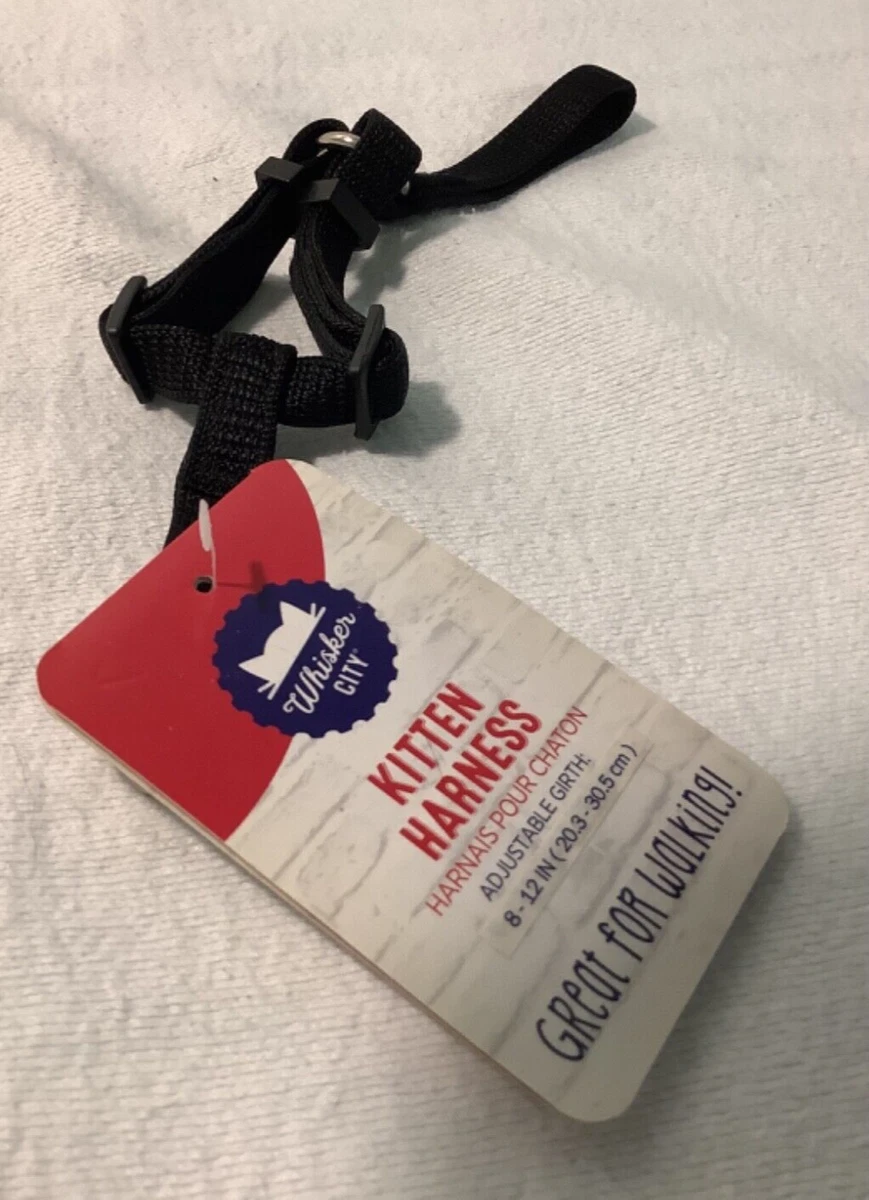 Whisker
CITY®
KITTEN
HARNESS
HARNAIS POUR CHATON
ADJUSTABLE GIRTH:
8 - 12 IN ( 20.3 - 30.5 cm )
GReat foR walking!